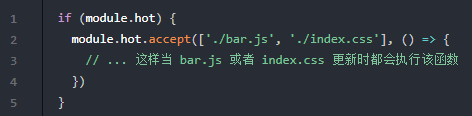 1 if (module.hot) {
2   module.hot.accept(['./bar.js', './index.css'], () => {
3     // ... 这样当 bar.js 或者 index.css 更新时都会执行该函数
4   })
5 }